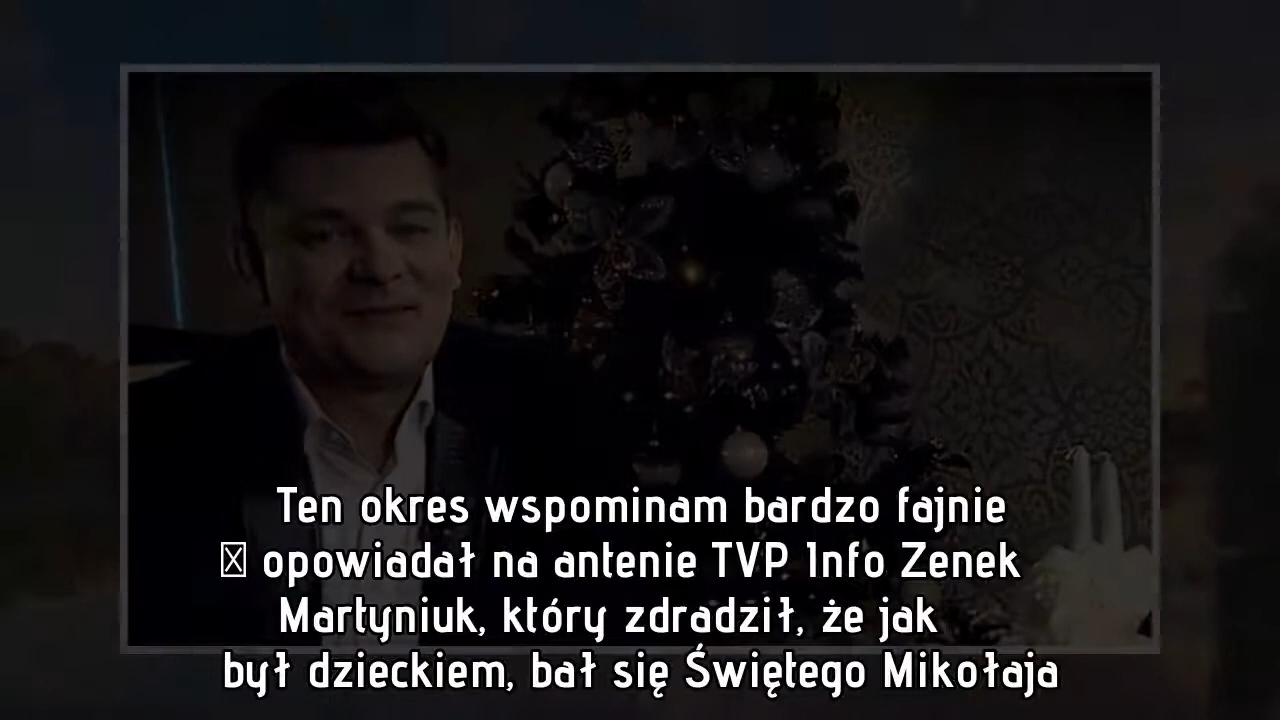 Ten okres wspominam bardzo fajnie
opowiadał na antenie TVP Info Zenek
Martyniuk, który zdradził, że jak
był dzieckiem, bał się Świętego Mikołaja